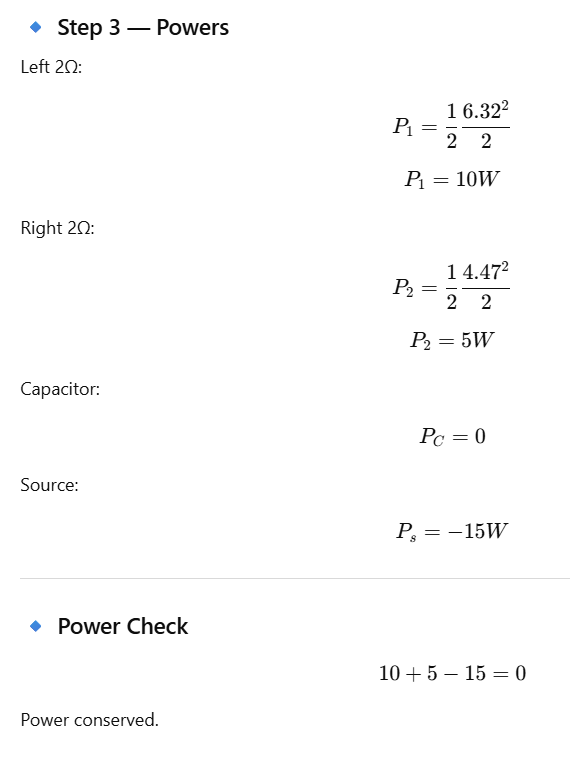 Step 3 — Powers
Left 2Ω:
P₁ = 1/2 6.32²/2
P₁ = 10W
Right 2Ω:
P₂ = 1/2 4.47²/2
P₂ = 5W
Capacitor:
P_C = 0
Source:
Pₛ = −15W
Power Check
10 + 5 − 15 = 0
Power conserved.